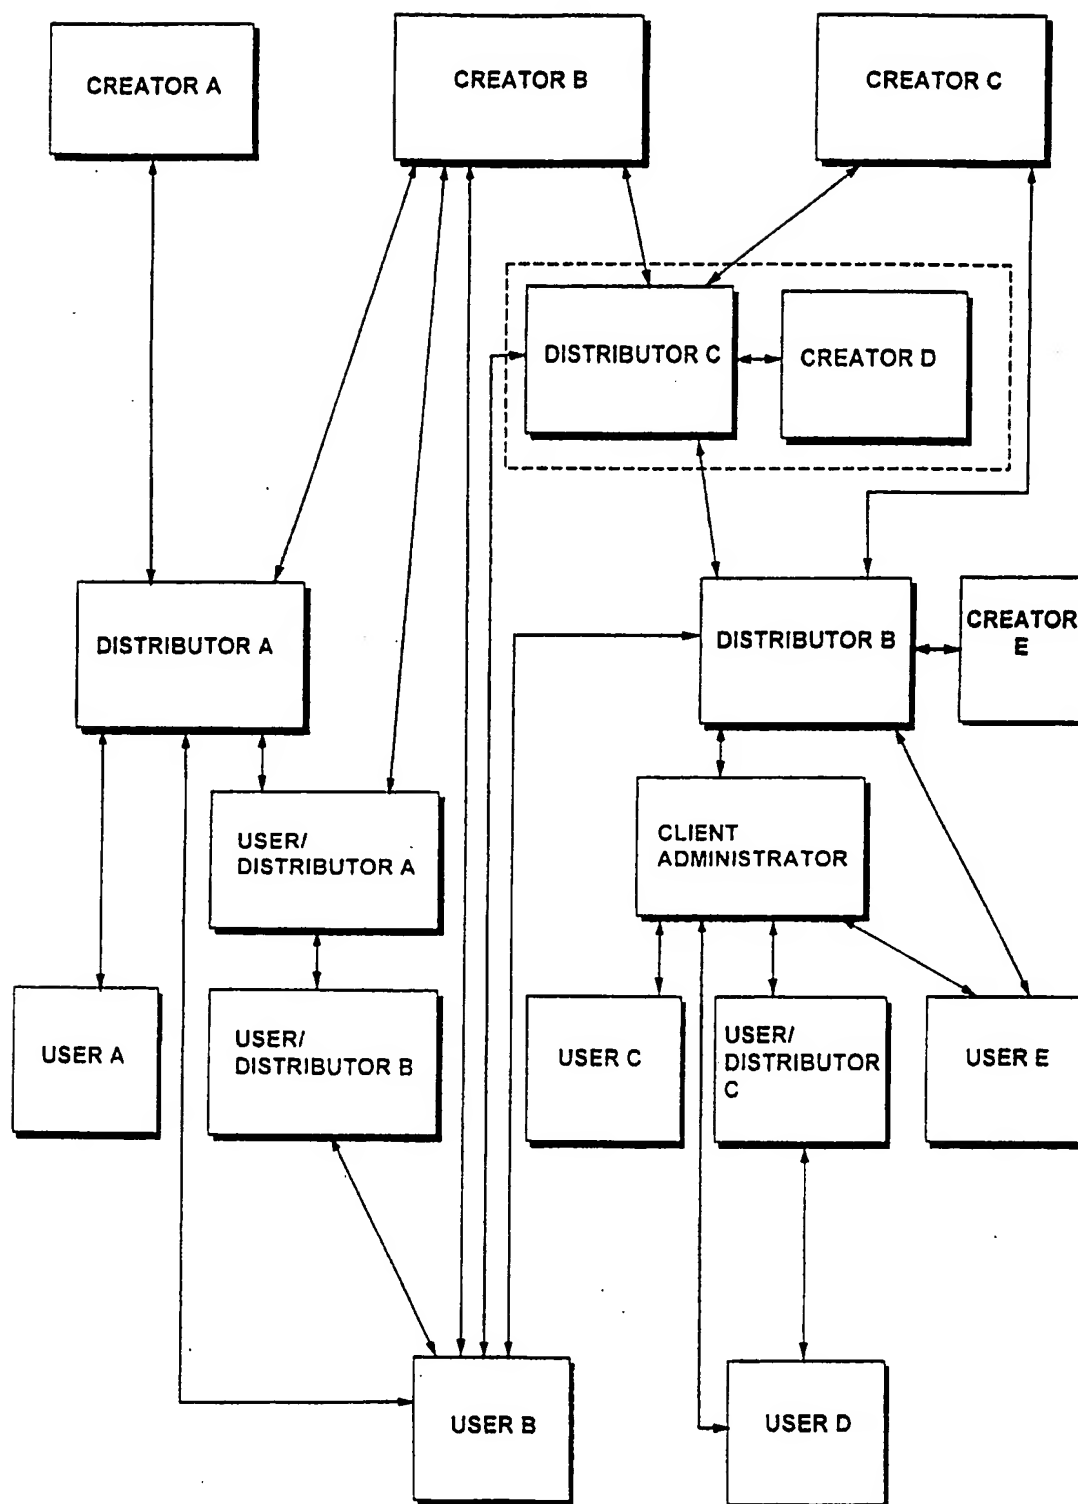 CREATOR A
CREATOR B
CREATOR C
DISTRIBUTOR C
CREATOR D
DISTRIBUTOR A
DISTRIBUTOR B
CREATOR
E
USER/
DISTRIBUTOR A
CLIENT
ADMINISTRATOR
USER A
USER/
DISTRIBUTOR B
USER C
USER/
DISTRIBUTOR
C
USER E
USER B
USER D